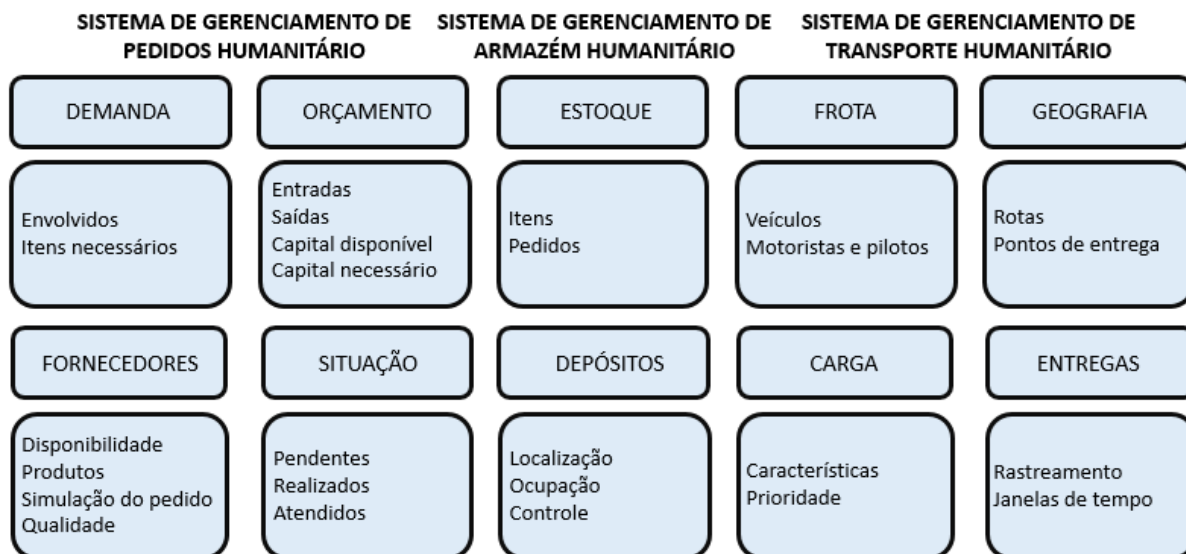 SISTEMA DE GERENCIAMENTO DE
PEDIDOS HUMANITÁRIO
SISTEMA DE GERENCIAMENTO DE
ARMAZÉM HUMANITÁRIO
SISTEMA DE GERENCIAMENTO DE
TRANSPORTE HUMANITÁRIO
DEMANDA
ORÇAMENTO
ESTOQUE
FROTA
GEOGRAFIA
Envolvidos
Itens necessários
Entradas
Saídas
Capital disponível
Capital necessário
Itens
Pedidos
Veículos
Motoristas e pilotos
Rotas
Pontos de entrega
FORNECEDORES
SITUAÇÃO
DEPÓSITOS
CARGA
ENTREGAS
Disponibilidade
Produtos
Simulação do pedido
Qualidade
Pendentes
Realizados
Atendidos
Localização
Ocupação
Controle
Características
Prioridade
Rastreamento
Janelas de tempo